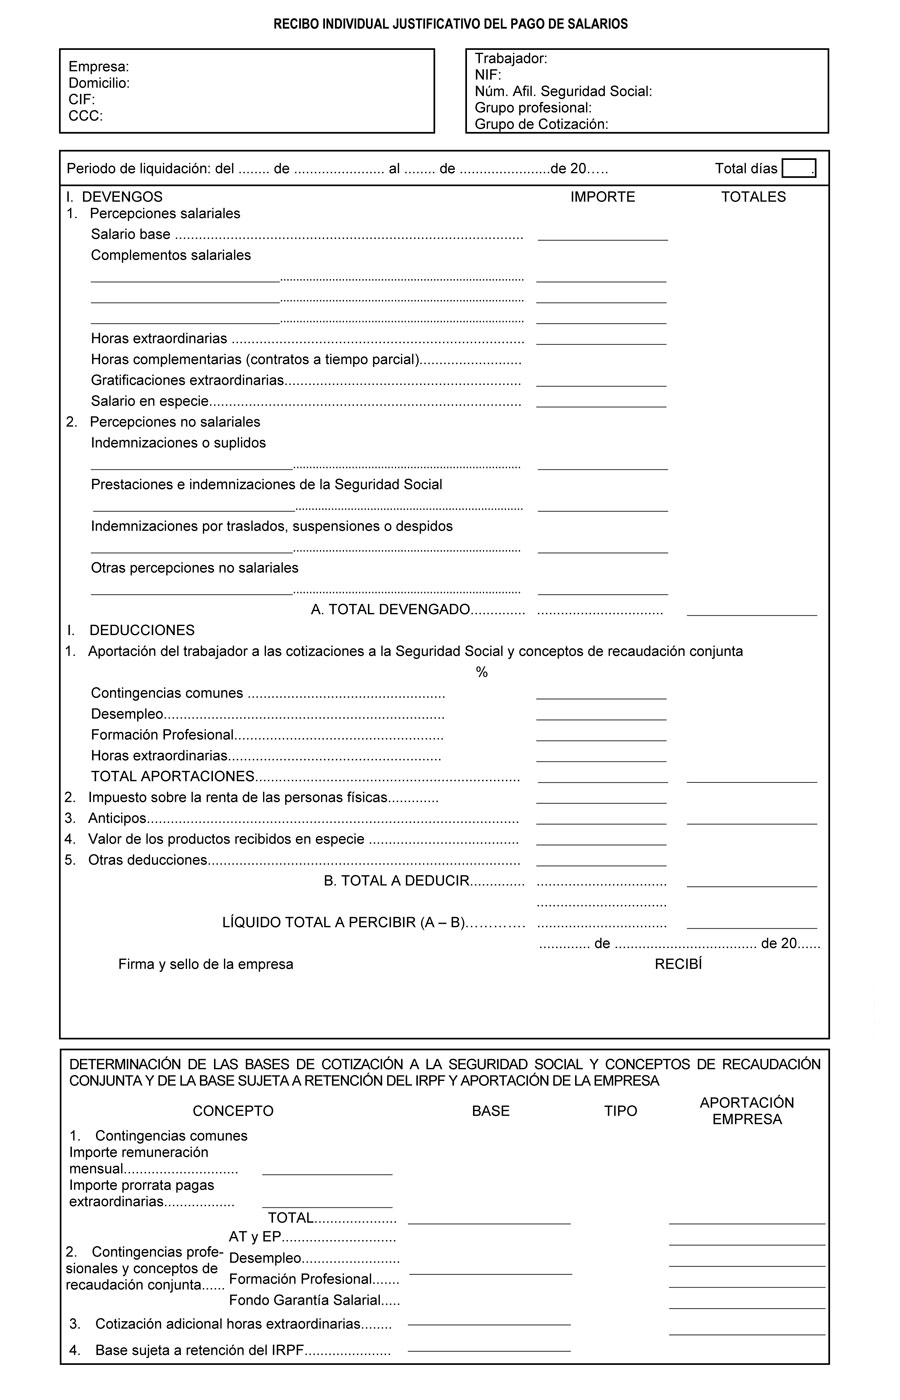 RECIBO INDIVIDUAL JUSTIFICATIVO DEL PAGO DE SALARIOS
Empresa:
Domicilio:
CIF:
CCC:
Trabajador:
NIF:
Núm. Afil. Seguridad Social:
Grupo profesional:
Grupo de Cotización:
Periodo de liquidación: del ........ de ....................... al ........ de .......................de 20..... Total días
I. DEVENGOS IMPORTE TOTALES
1. Percepciones salariales
Salario base ........................................................................................
Complementos salariales
Horas extraordinarias ..........................................................................
Horas complementarias (contratos a tiempo parcial)..........................
Gratificaciones extraordinarias............................................................
Salario en especie...............................................................................
2. Percepciones no salariales
Indemnizaciones o suplidos
Prestaciones e indemnizaciones de la Seguridad Social
Indemnizaciones por traslados, suspensiones o despidos
Otras percepciones no salariales
A. TOTAL DEVENGADO.............. ................................
I. DEDUCCIONES
1. Aportación del trabajador a las cotizaciones a la Seguridad Social y conceptos de recaudación conjunta
%
Contingencias comunes ..................................................
Desempleo.......................................................................
Formación Profesional.....................................................
Horas extraordinarias......................................................
TOTAL APORTACIONES...................................................................
2. Impuesto sobre la renta de las personas físicas.............
3. Anticipos..............................................................................................
4. Valor de los productos recibidos en especie ......................................
5. Otras deducciones...............................................................................
B. TOTAL A DEDUCIR.............. .................................
.................................
LÍQUIDO TOTAL A PERCIBIR (A – B)…………. .................................
............. de .................................... de 20......
Firma y sello de la empresa RECIBÍ
DETERMINACIÓN DE LAS BASES DE COTIZACIÓN A LA SEGURIDAD SOCIAL Y CONCEPTOS DE RECAUDACIÓN
CONJUNTA Y DE LA BASE SUJETA A RETENCIÓN DEL IRPF Y APORTACIÓN DE LA EMPRESA
CONCEPTO BASE TIPO APORTACIÓN
EMPRESA
1. Contingencias comunes
Importe remuneración
mensual.............................
Importe prorrata pagas
extraordinarias..................
TOTAL.....................
AT y EP.............................
2. Contingencias profe-
sionales y conceptos de
recaudación conjunta......
Desempleo.........................
Formación Profesional.......
Fondo Garantía Salarial.....
3. Cotización adicional horas extraordinarias........
4. Base sujeta a retención del IRPF......................